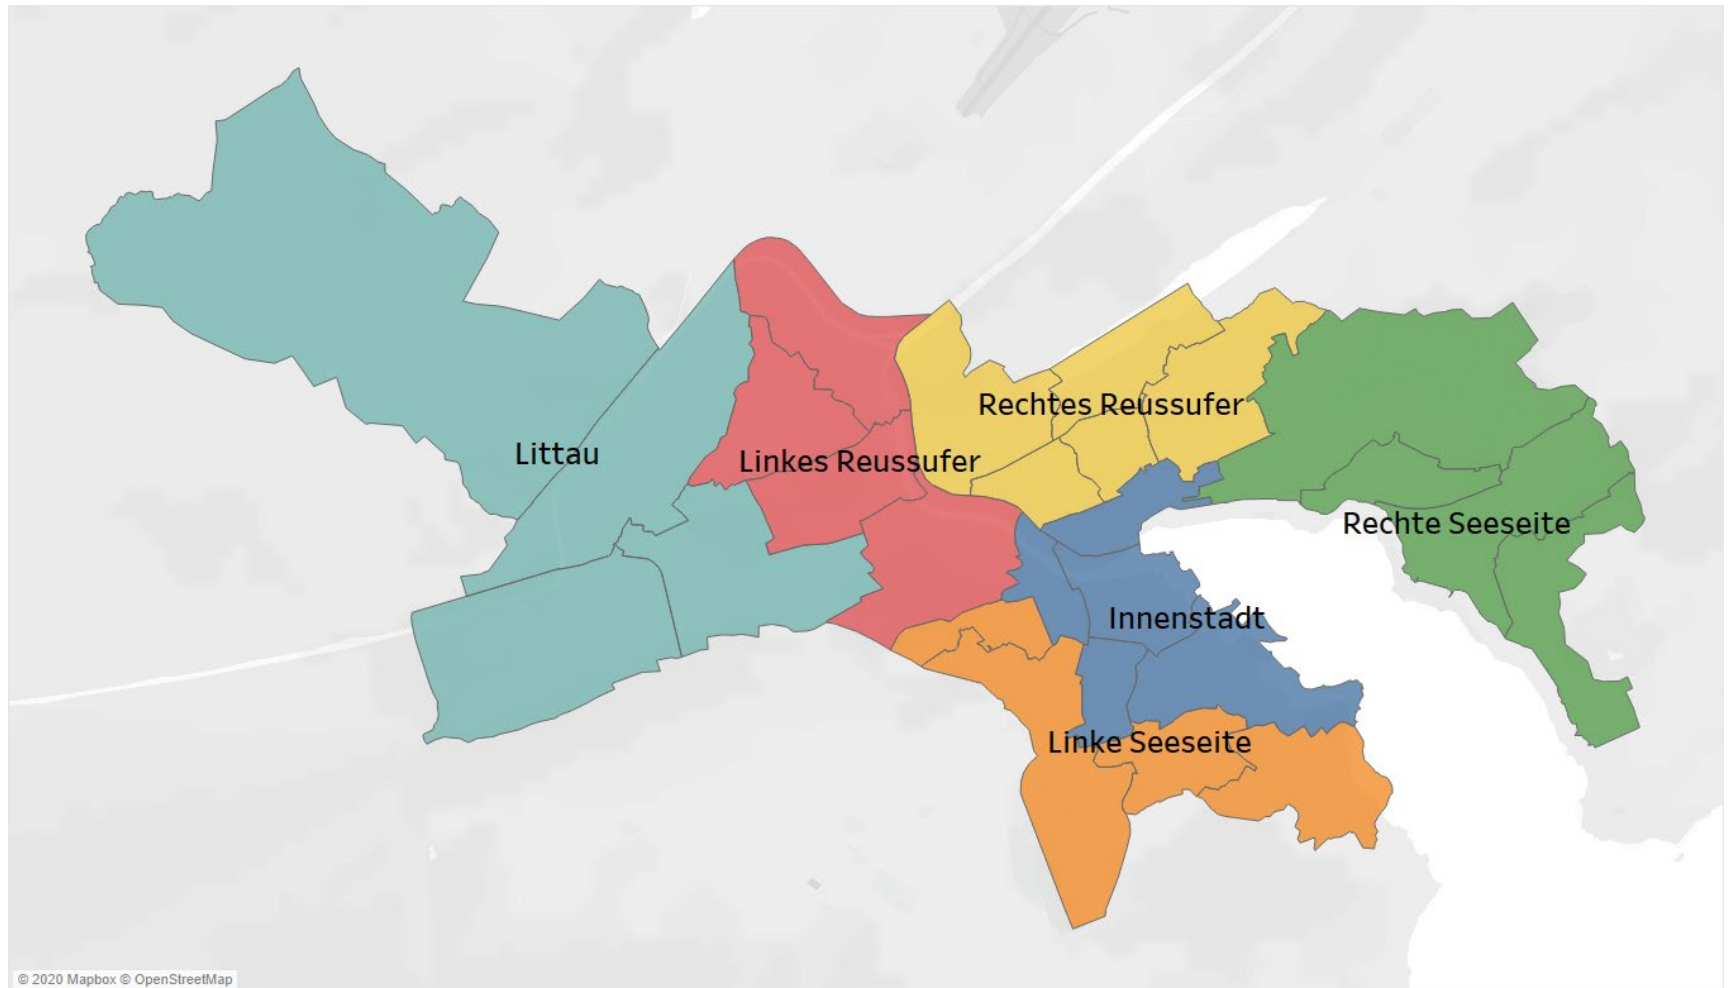 Rechtes Reussufer
Littau
Linkes Reussufer
Rechte Seeseite
Innenstadt
Linke Seeseite
© 2020 Mapbox © OpenStreetMap